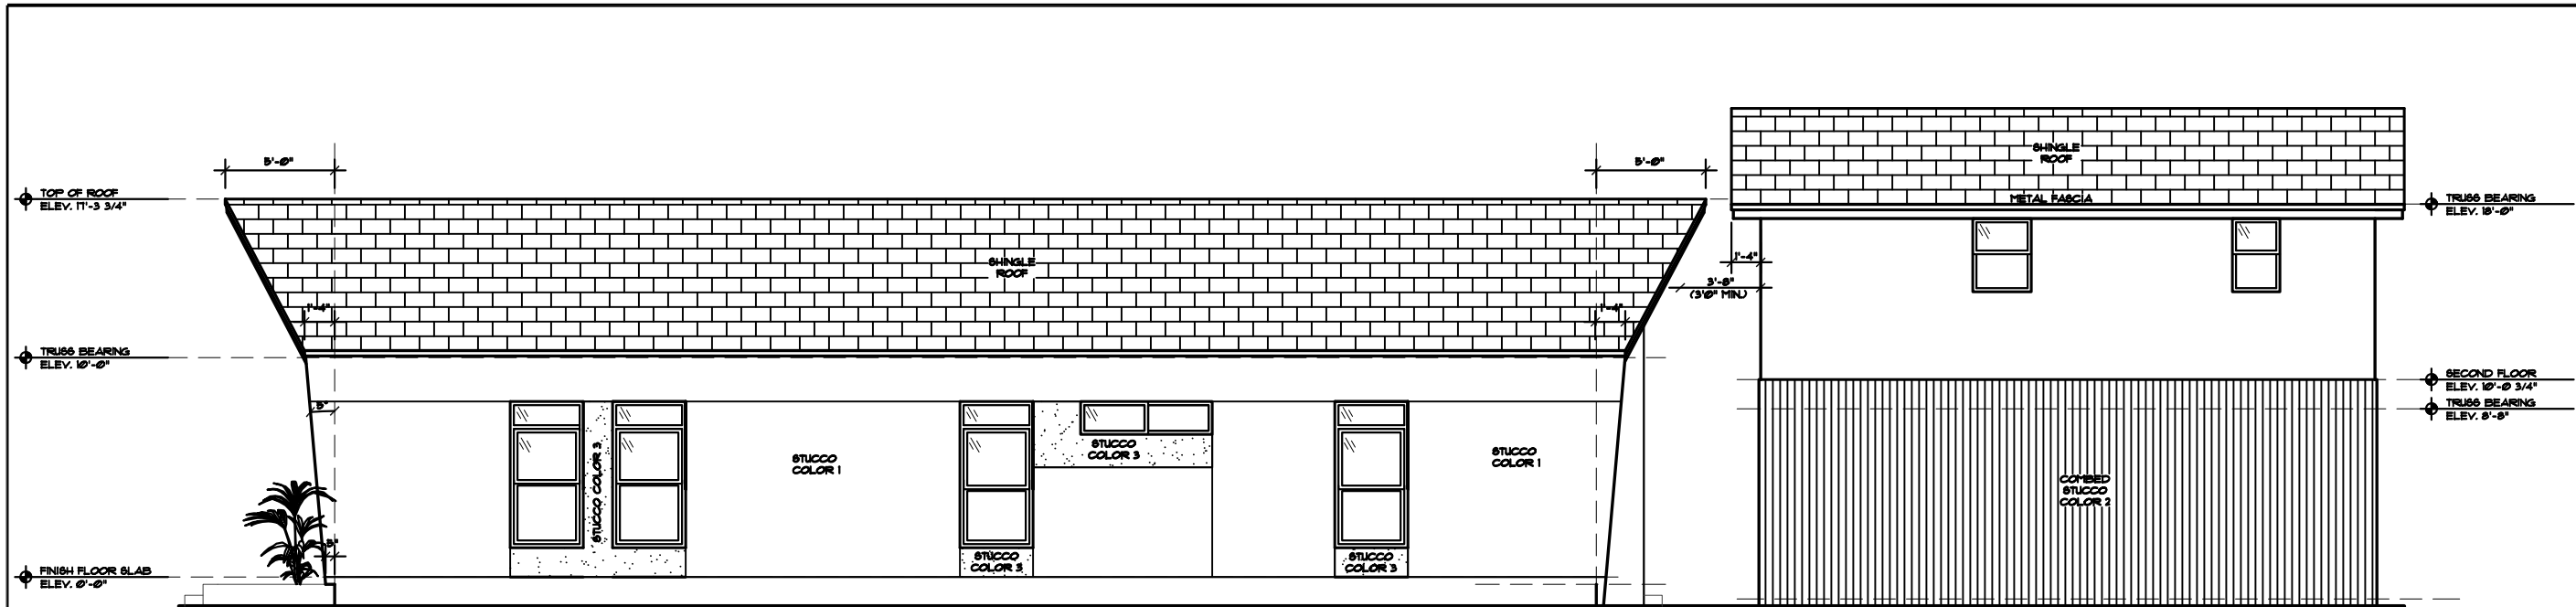 5'-0"
5'-0"
SHINGLE
ROOF
METAL FASCIA
TOP OF ROOF
ELEV. 17'-3 3/4"
TRUSS BEARING
ELEV. 18'-0"
SHINGLE
ROOF
1'-4"
3'-8"
(3'0" MIN.)
1'-4"
1'-4"
TRUSS BEARING
ELEV. 10'-0"
SECOND FLOOR
ELEV. 10'-0 3/4"
TRUSS BEARING
ELEV. 8'-8"
STUCCO COLOR 3
STUCCO
COLOR 1
STUCCO
COLOR 3
STUCCO
COLOR 1
COMBED
STUCCO
COLOR 2
STUCCO
COLOR 3
STUCCO
COLOR 3
FINISH FLOOR SLAB
ELEV. 0'-0"